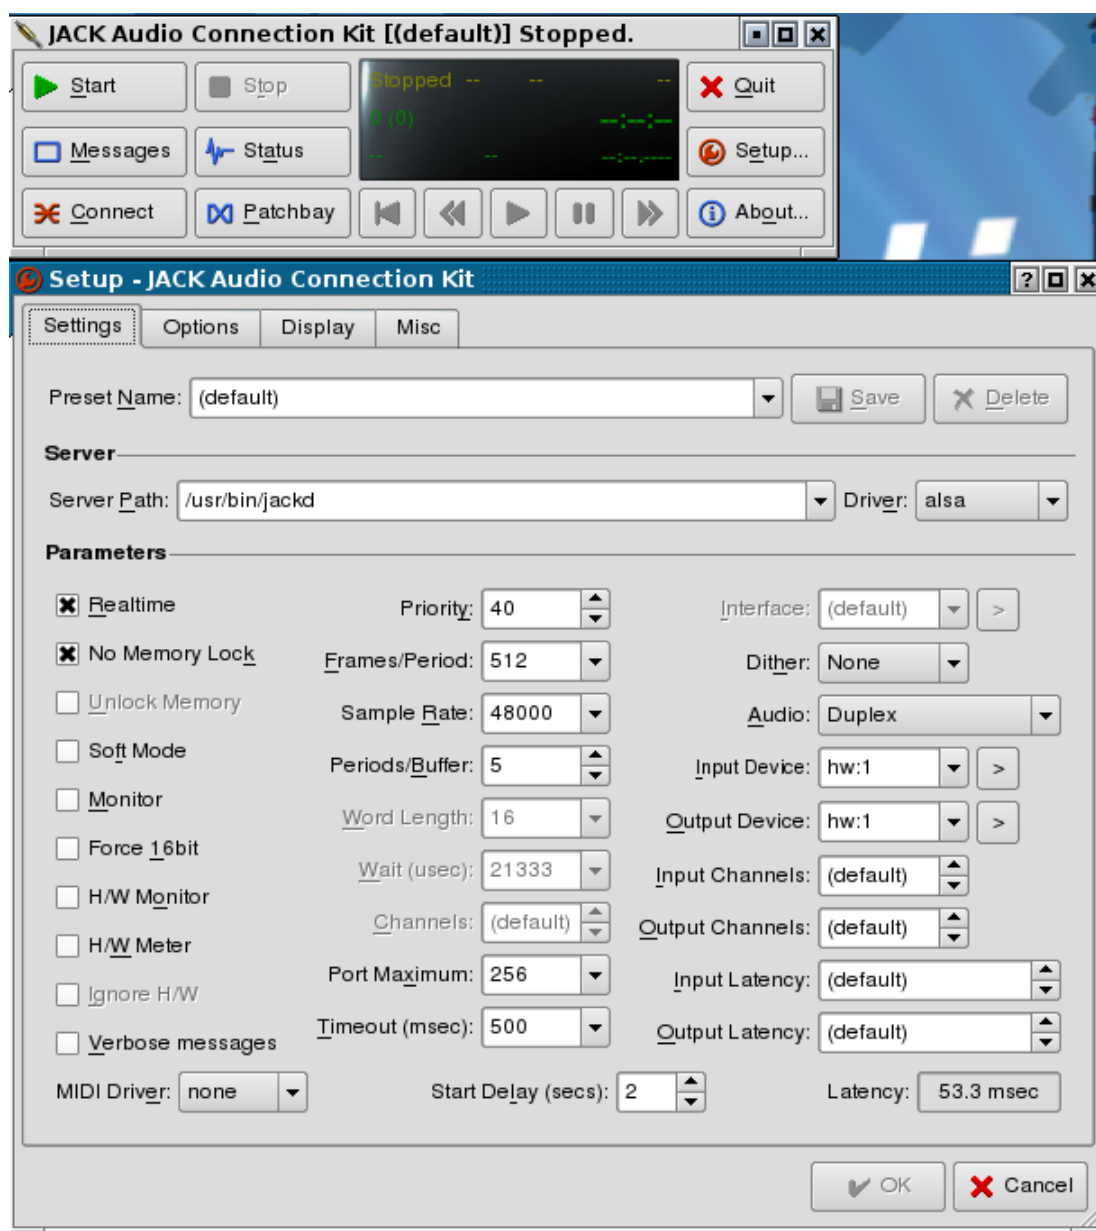 JACK Audio Connection Kit [(default)] Stopped.
Start Stop Stopped -- -- -- Quit
0 (0) --:--:--
Messages Status -- -- --:--.---- Setup...
Connect Patchbay About...
Setup - JACK Audio Connection Kit ?
Settings Options Display Misc
Preset Name: (default) Save Delete
Server
Server Path: /usr/bin/jackd Driver: alsa
Parameters
Realtime Priority: 40 Interface: (default) >
No Memory Lock Frames/Period: 512 Dither: None
Unlock Memory Sample Rate: 48000 Audio: Duplex
Soft Mode Periods/Buffer: 5 Input Device: hw:1 >
Monitor Word Length: 16 Output Device: hw:1 >
Force 16bit Wait (usec): 21333 Input Channels: (default)
H/W Monitor Channels: (default) Output Channels: (default)
H/W Meter Port Maximum: 256 Input Latency: (default)
Ignore H/W Timeout (msec): 500 Output Latency: (default)
Verbose messages
MIDI Driver: none Start Delay (secs): 2 Latency: 53.3 msec
OK Cancel